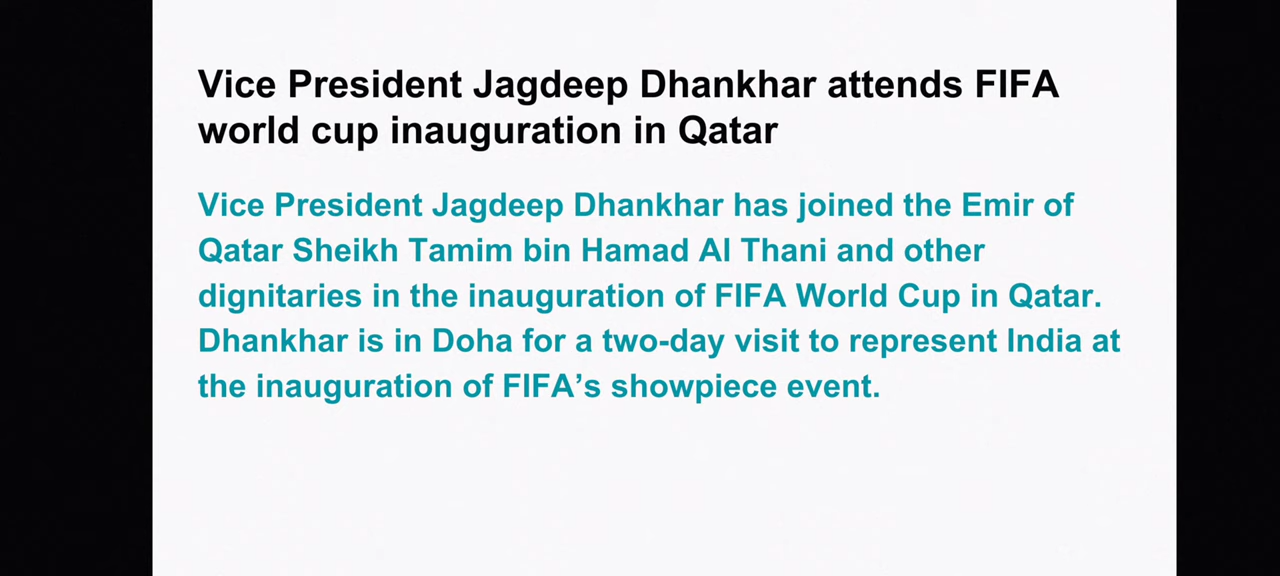 Vice President Jagdeep Dhankhar attends FIFA
world cup inauguration in Qatar
Vice President Jagdeep Dhankhar has joined the Emir of
Qatar Sheikh Tamim bin Hamad Al Thani and other
dignitaries in the inauguration of FIFA World Cup in Qatar.
Dhankhar is in Doha for a two-day visit to represent India at
the inauguration of FIFA’s showpiece event.